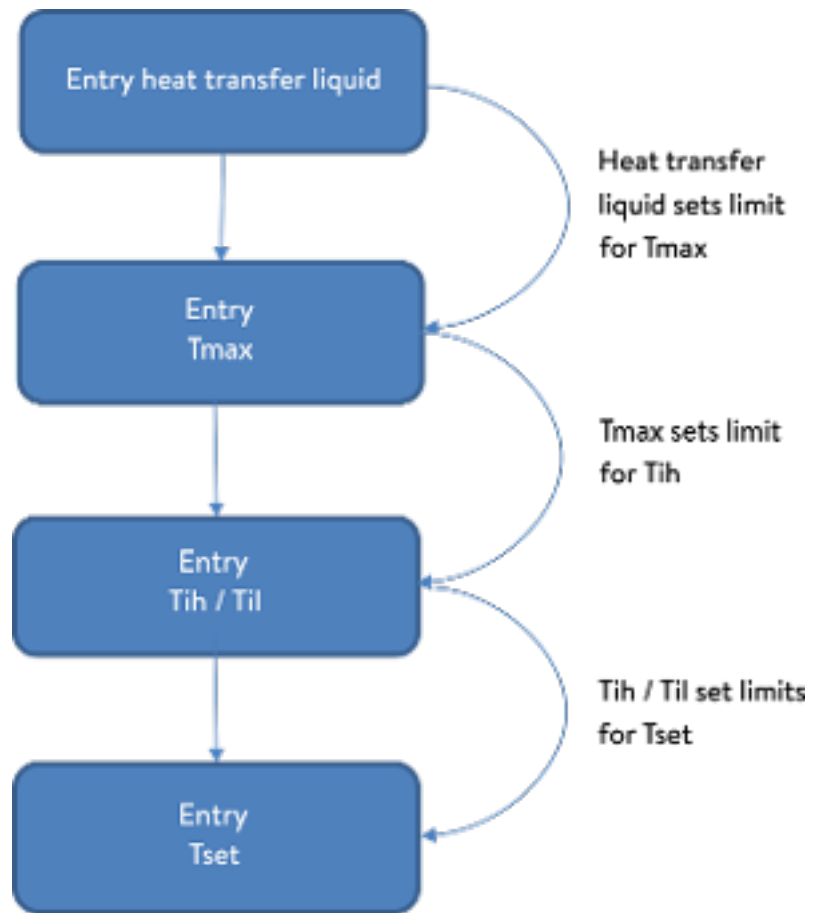 Entry heat transfer liquid
Heat transfer
liquid sets limit
for Tmax
Entry
Tmax
Tmax sets limit
for Tih
Entry
Tih / Til
Tih / Til set limits
for Tset
Entry
Tset